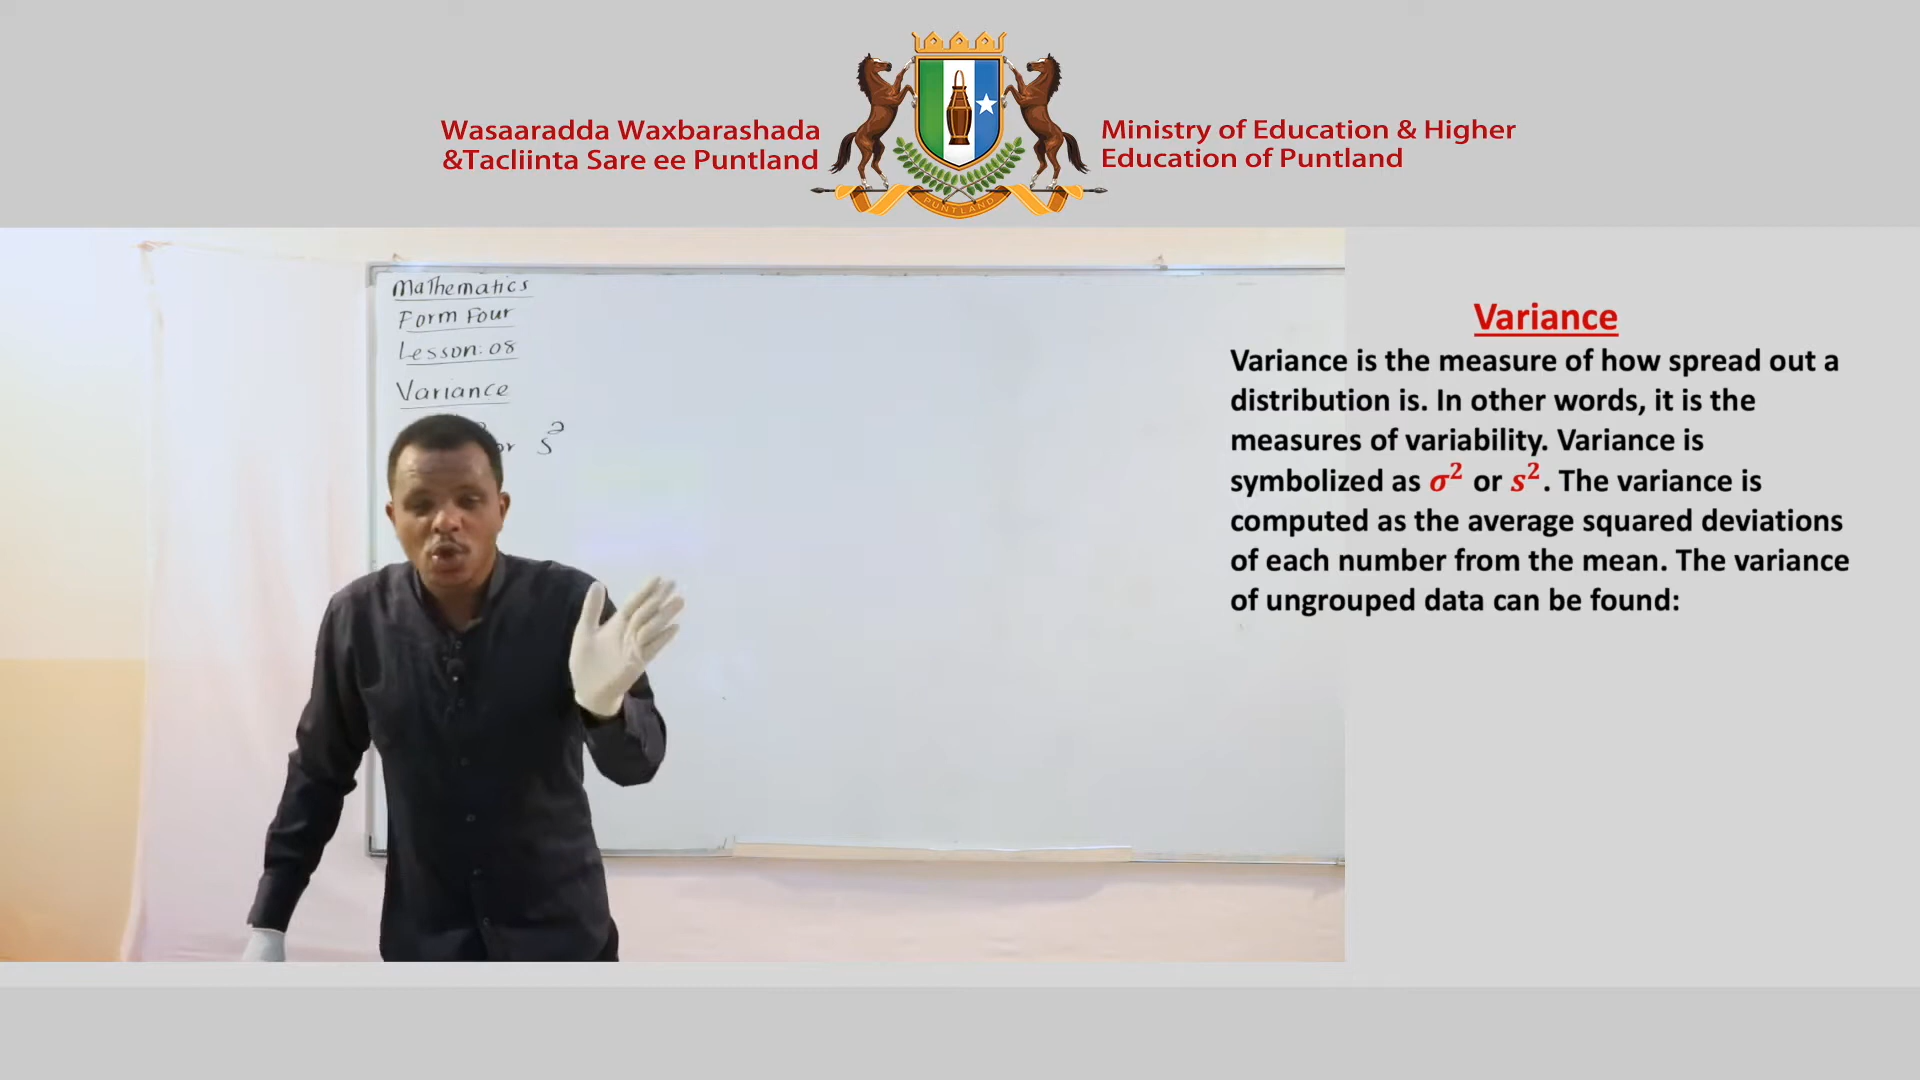 Wasaaradda Waxbarashada
&Tacliinta Sare ee Puntland
PUNTLAND
Ministry of Education & Higher
Education of Puntland
Mathematics
Form Four
Lesson: 08
Variance
or S²
Variance
Variance is the measure of how spread out a
distribution is. In other words, it is the
measures of variability. Variance is
symbolized as σ² or s². The variance is
computed as the average squared deviations
of each number from the mean. The variance
of ungrouped data can be found: